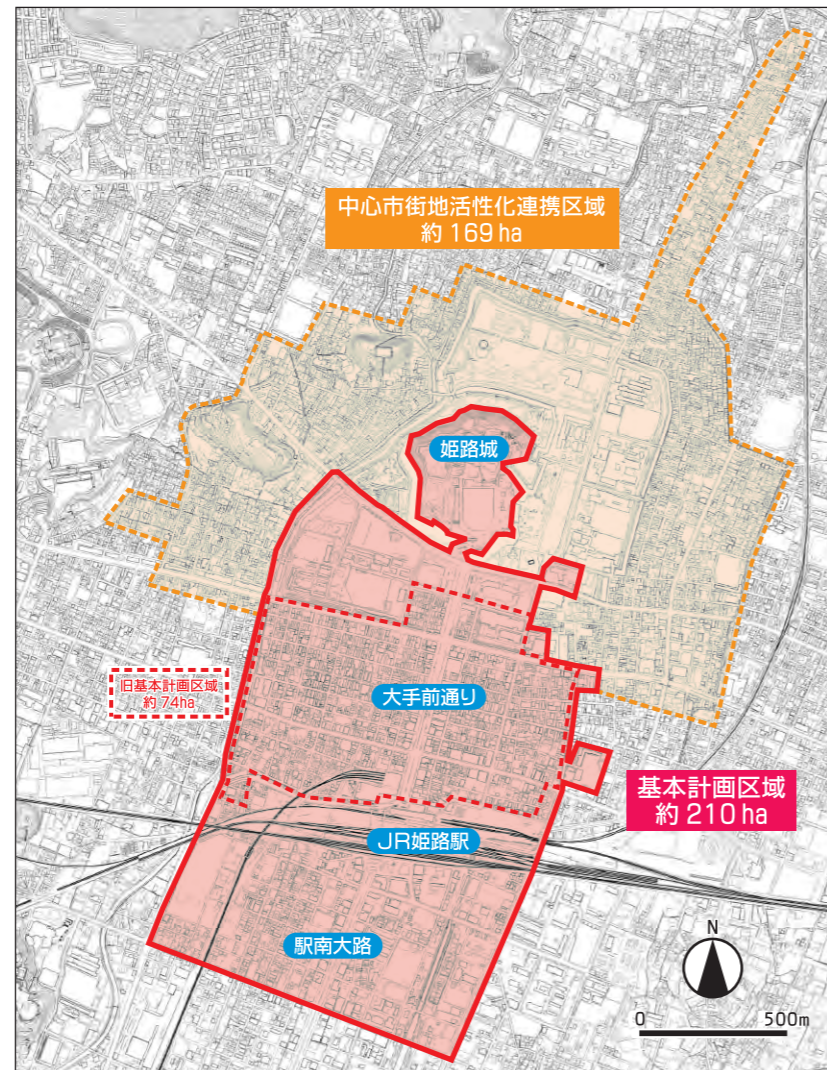 中心市街地活性化連携区域
約 169 ha
姫路城
旧基本計画区域
約 74ha
大手前通り
基本計画区域
約 210 ha
JR姫路駅
駅南大路
N
0 500m